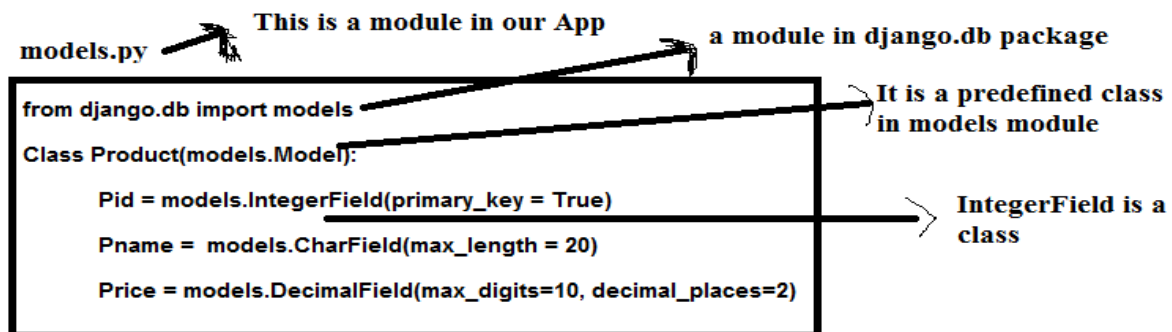 This is a module in our App
models.py
a module in django.db package
from django.db import models
It is a predefined class
in models module
Class Product(models.Model):
Pid = models.IntegerField(primary_key = True)
IntegerField is a
class
Pname = models.CharField(max_length = 20)
Price = models.DecimalField(max_digits=10, decimal_places=2)